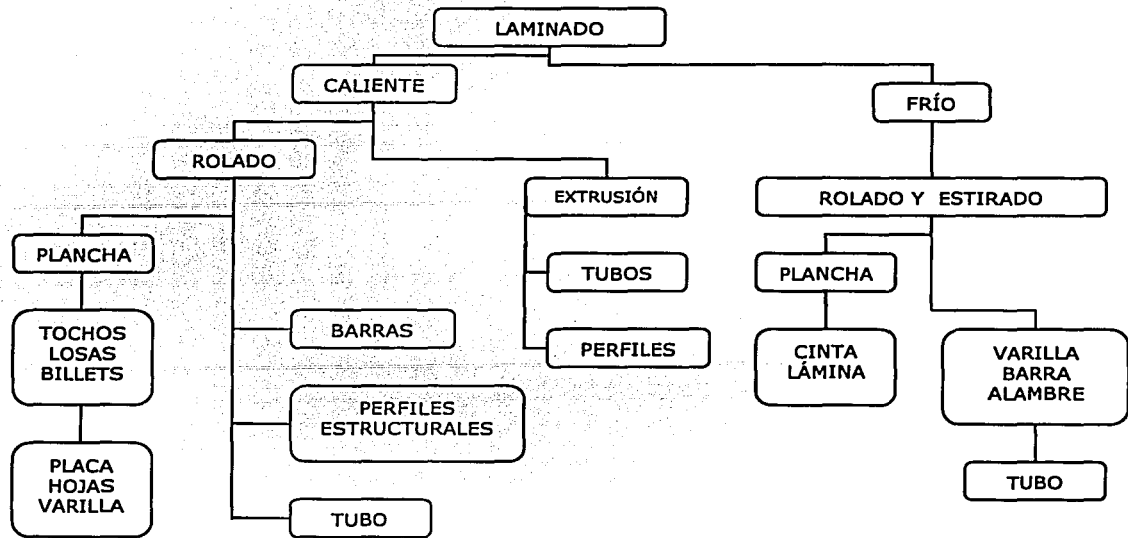 LAMINADO
CALIENTE
FRÍO
ROLADO
EXTRUSIÓN
ROLADO Y ESTIRADO
PLANCHA
TUBOS
PLANCHA
TOCHOS
LOSAS
BILLETS
BARRAS
PERFILES
CINTA
LÁMINA
VARILLA
BARRA
ALAMBRE
PERFILES
ESTRUCTURALES
PLACA
HOJAS
VARILLA
TUBO
TUBO